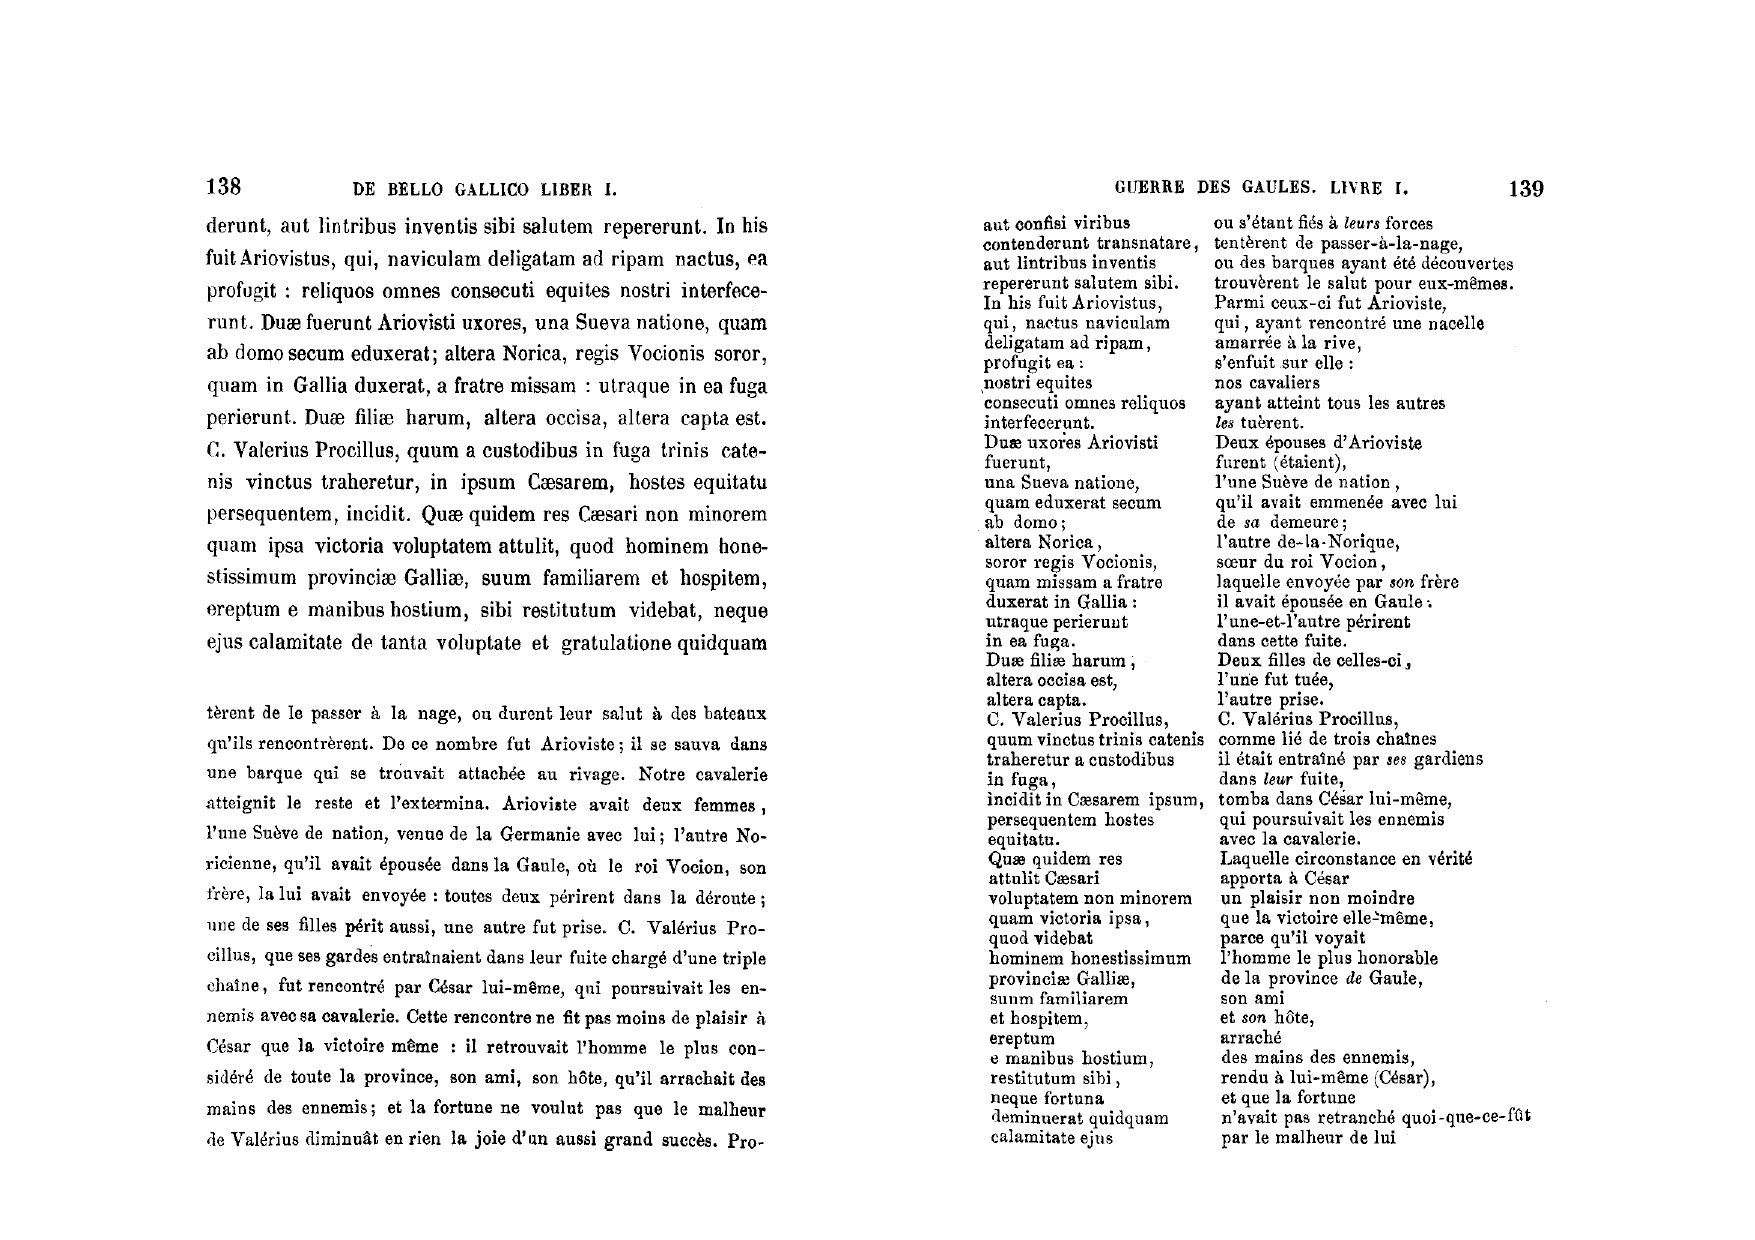 138 DE BELLO GALLICO LIBER I.
derunt, aut lintribus inventis sibi salutem repererunt. In his
fuit Ariovistus, qui, naviculam deligatam ad ripam nactus, ea
profugit : reliquos omnes consecuti equites nostri interfece-
runt. Duæ fuerunt Ariovisti uxores, una Sueva natione, quam
ab domo secum eduxerat; altera Norica, regis Vocionis soror,
quam in Gallia duxerat, a fratre missam : utraque in ea fuga
perierunt. Duæ filiæ harum, altera occisa, altera capta est.
C. Valerius Procillus, quum a custodibus in fuga trinis cate-
nis vinctus traheretur, in ipsum Cæsarem, hostes equitatu
persequentem, incidit. Quæ quidem res Cæsari non minorem
quam ipsa victoria voluptatem attulit, quod hominem hone-
stissimum provinciæ Galliæ, suum familiarem et hospitem,
ereptum e manibus hostium, sibi restitutum videbat, neque
ejus calamitate de tanta voluptate et gratulatione quidquam
tèrent de le passer à la nage, ou durent leur salut à des bateaux
qu'ils rencontrèrent. De ce nombre fut Arioviste ; il se sauva dans
une barque qui se trouvait attachée au rivage. Notre cavalerie
atteignit le reste et l'extermina. Arioviste avait deux femmes,
l'une Suève de nation, venue de la Germanie avec lui ; l'autre No-
ricienne, qu'il avait épousée dans la Gaule, où le roi Vocion, son
frère, la lui avait envoyée : toutes deux périrent dans la déroute ;
une de ses filles périt aussi, une autre fut prise. C. Valérius Pro-
cillus, que ses gardes entraînaient dans leur fuite chargé d'une triple
chaîne, fut rencontré par César lui-même, qui poursuivait les en-
nemis avec sa cavalerie. Cette rencontre ne fit pas moins de plaisir à
César que la victoire même : il retrouvait l'homme le plus con-
sidéré de toute la province, son ami, son hôte, qu'il arrachait des
mains des ennemis ; et la fortune ne voulut pas que le malheur
de Valérius diminuât en rien la joie d'un aussi grand succès. Pro-
GUERRE DES GAULES. LIVRE I. 139
aut confisi viribus ou s'étant fiés à leurs forces
contenderunt transnatare, tentèrent de passer-à-la-nage,
aut lintribus inventis ou des barques ayant été découvertes
repererunt salutem sibi. trouvèrent le salut pour eux-mêmes.
In his fuit Ariovistus, Parmi ceux-ci fut Arioviste,
qui, nactus naviculam qui, ayant rencontré une nacelle
deligatam ad ripam, amarrée à la rive,
profugit ea : s'enfuit sur elle :
nostri equites nos cavaliers
consecuti omnes reliquos ayant atteint tous les autres
interfecerunt. les tuèrent.
Duæ uxores Ariovisti Deux épouses d'Arioviste
fuerunt, furent (étaient),
una Sueva natione, l'une Suève de nation,
quam eduxerat secum qu'il avait emmenée avec lui
ab domo ; de sa demeure ;
altera Norica, l'autre de-la-Norique,
soror regis Vocionis, sœur du roi Vocion,
quam missam a fratre laquelle envoyée par son frère
duxerat in Gallia : il avait épousée en Gaule :
utraque perierunt l'une-et-l'autre périrent
in ea fuga. dans cette fuite.
Duæ filiæ harum, Deux filles de celles-ci,
altera occisa est, l'une fut tuée,
altera capta. l'autre prise.
C. Valerius Procillus, C. Valérius Procillus,
quum vinctus trinis catenis comme lié de trois chaînes
traheretur a custodibus il était entraîné par ses gardiens
in fuga, dans leur fuite,
incidit in Cæsarem ipsum, tomba dans César lui-même,
persequentem hostes qui poursuivait les ennemis
equitatu. avec la cavalerie.
Quæ quidem res Laquelle circonstance en vérité
attulit Cæsari apporta à César
voluptatem non minorem un plaisir non moindre
quam victoria ipsa, que la victoire elle-même,
quod videbat parce qu'il voyait
hominem honestissimum l'homme le plus honorable
provinciæ Galliæ, de la province de Gaule,
suum familiarem son ami
et hospitem, et son hôte,
ereptum arraché
e manibus hostium, des mains des ennemis,
restitutum sibi, rendu à lui-même (César),
neque fortuna et que la fortune
deminuerat quidquam n'avait pas retranché quoi-que-ce-fût
calamitate ejus par le malheur de lui